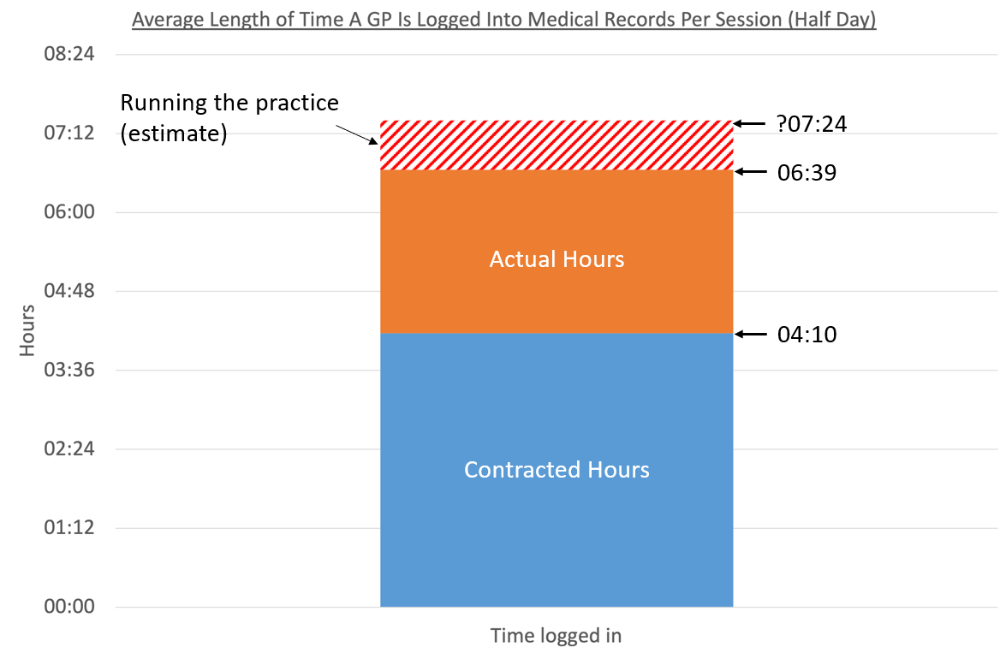 Average Length of Time A GP Is Logged Into Medical Records Per Session (Half Day)
08:24
Running the practice
(estimate)
?07:24
07:12
06:39
06:00
Actual Hours
04:48
04:10
Hours
03:36
02:24
Contracted Hours
01:12
00:00
Time logged in